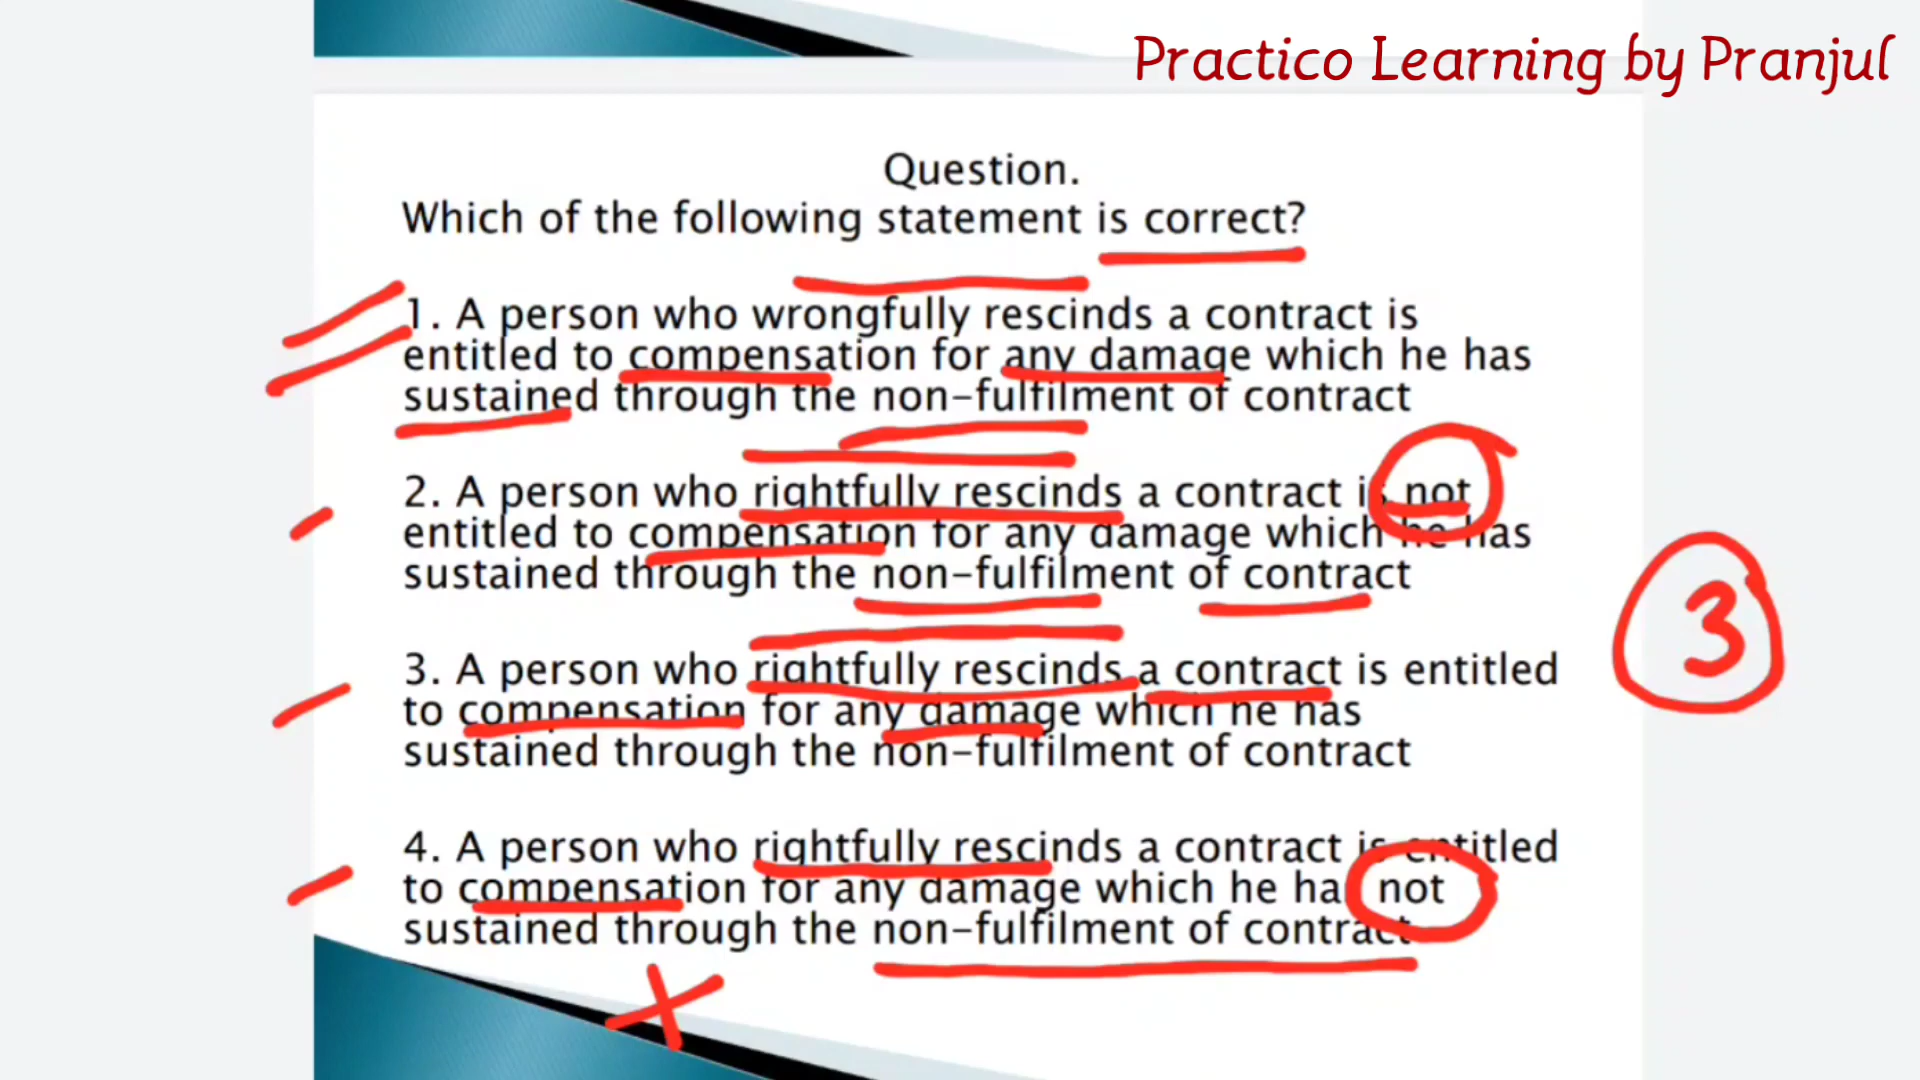 Practico Learning by Pranjul
Question.
Which of the following statement is correct?
1. A person who wrongfully rescinds a contract is
entitled to compensation for any damage which he has
sustained through the non-fulfilment of contract
2. A person who rightfully rescinds a contract is not
entitled to compensation for any damage which he has
sustained through the non-fulfilment of contract
3. A person who rightfully rescinds a contract is entitled
to compensation for any damage which he has
sustained through the non-fulfilment of contract
3
4. A person who rightfully rescinds a contract is entitled
to compensation for any damage which he has not
sustained through the non-fulfilment of contract